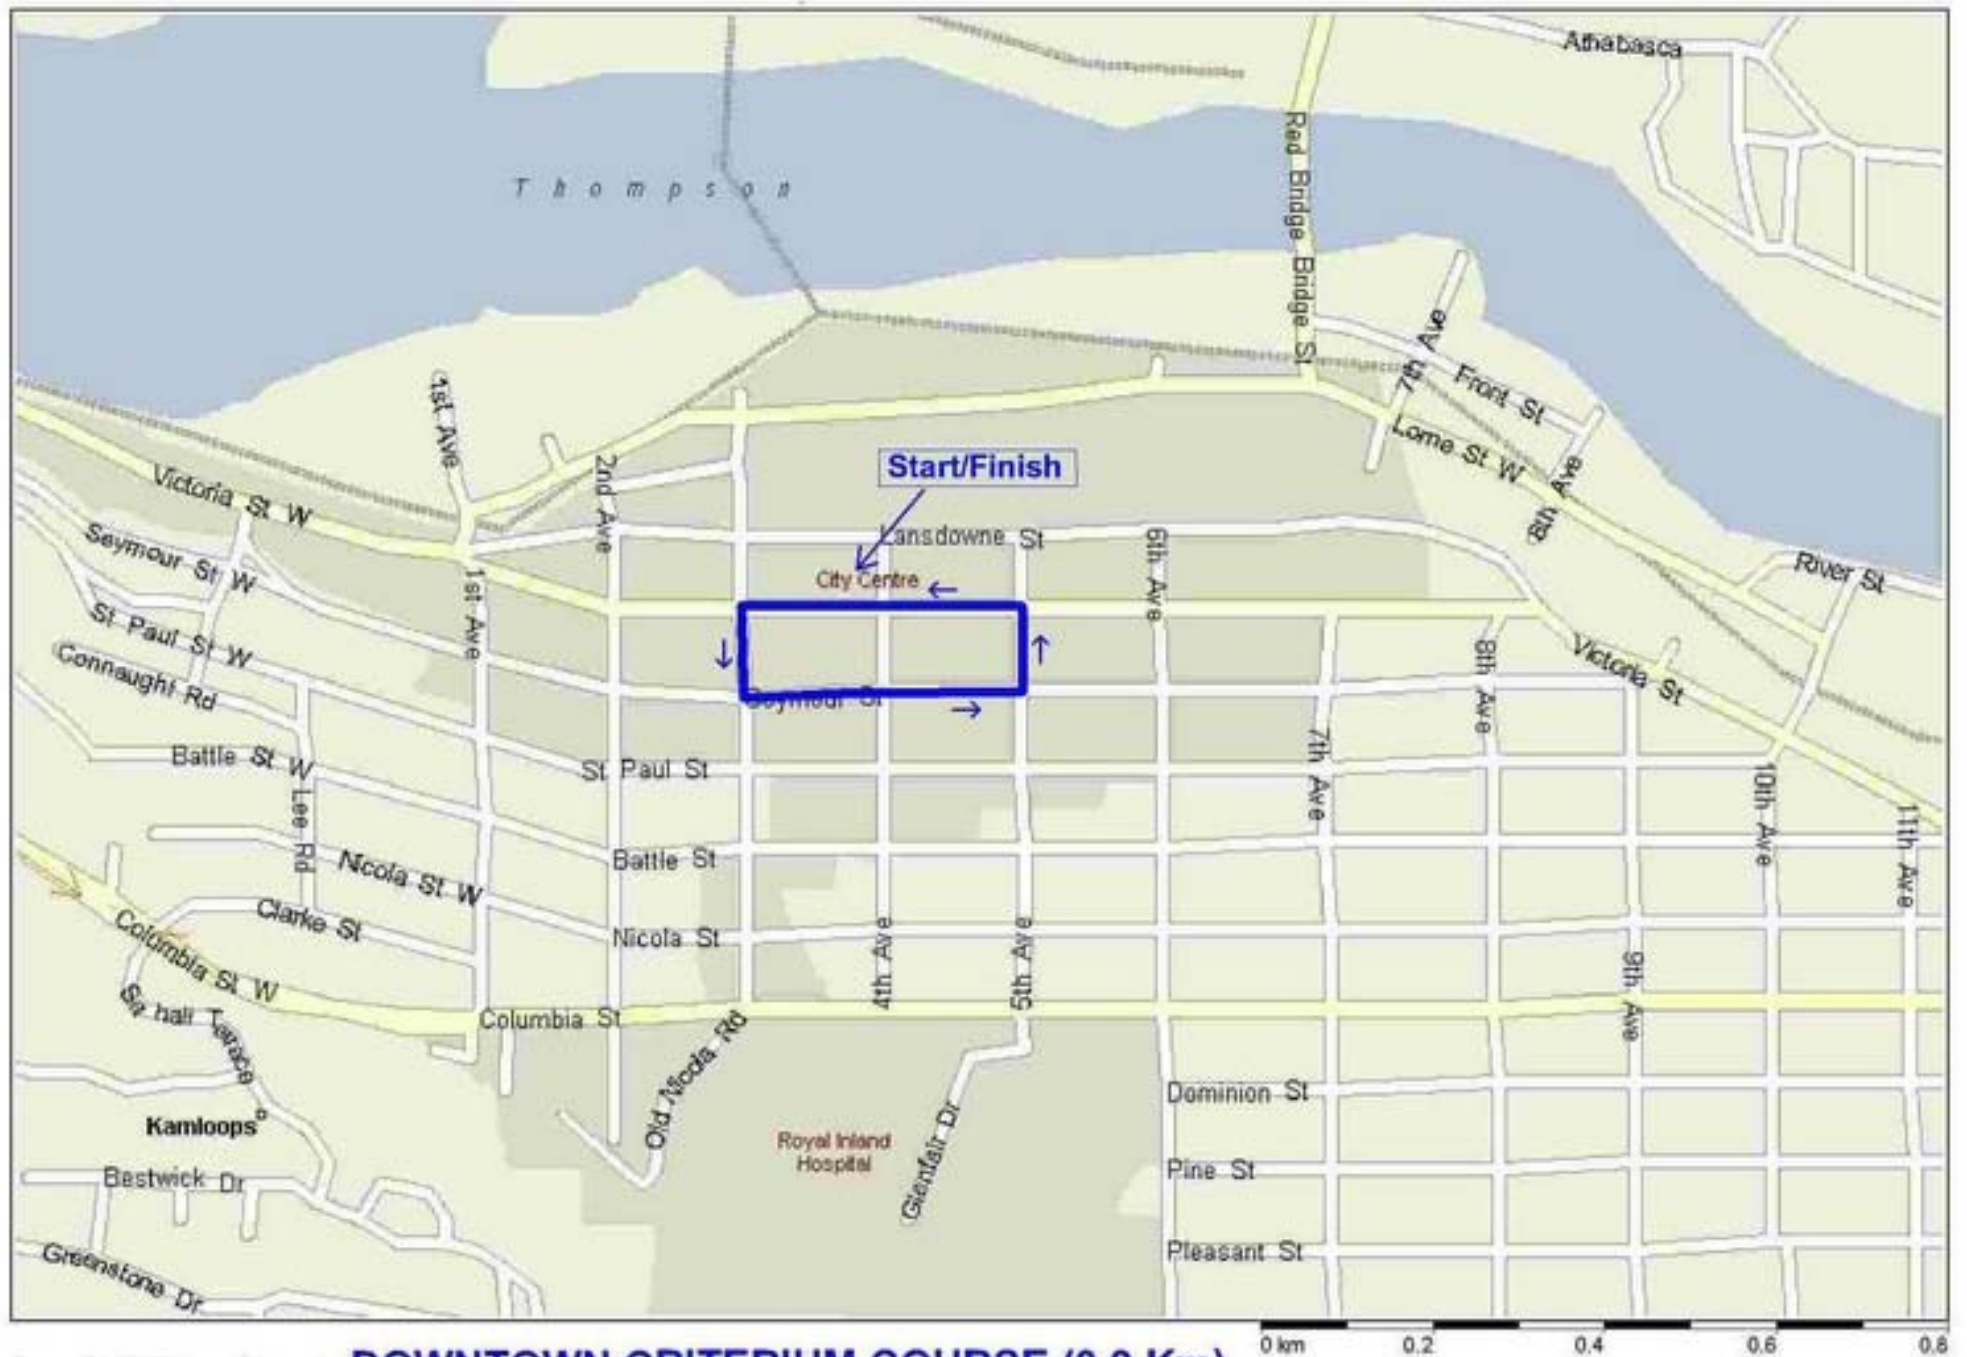 Athabasca
Red Bridge Bridge St
Thompson
7th Ave
Front St
1st Ave
Lorne St W
2nd Ave
Start/Finish
8th Ave
Victoria St W
Lansdowne St
6th Ave
Seymour St W
City Centre
River St
1st Ave
St Paul St W
Connaught Rd
Victoria St
8th Ave
Seymour St
Battle St W
St Paul St
7th Ave
10th Ave
Lee Rd
11th Ave
Battle St
Nicola St W
Clarke St
Nicola St
4th Ave
5th Ave
9th Ave
Columbia St W
Columbia St
Old Nicola Rd
Dominion St
Kamloops
Royal Inland
Hospital
Glenfair Dr
Pine St
Bestwick Dr
Pleasant St
Greenstone Dr
DOWNTOWN CRITERIUM COURSE
0 km 0.2 0.4 0.6 0.8